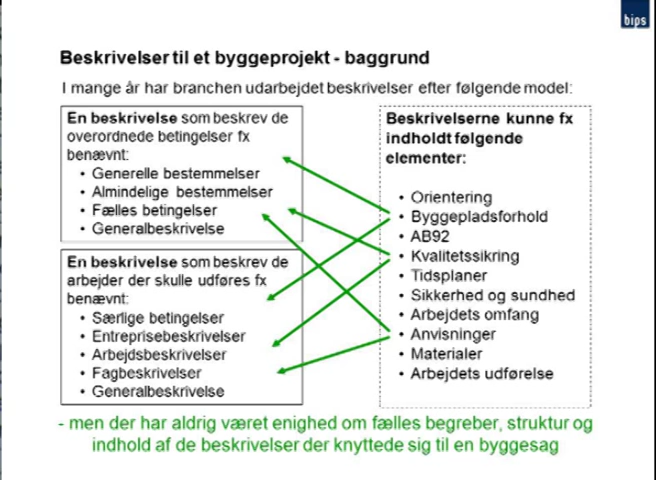 bips
Beskrivelser til et byggeprojekt - baggrund
I mange år har branchen udarbejdet beskrivelser efter følgende model:
En beskrivelse som beskrev de
overordnede betingelser fx
benævnt:
• Generelle bestemmelser
• Almindelige bestemmelser
• Fælles betingelser
• Generalbeskrivelse
En beskrivelse som beskrev de
arbejder der skulle udføres fx
benævnt:
• Særlige betingelser
• Entreprisebeskrivelser
• Arbejdsbeskrivelser
• Fagbeskrivelser
• Generalbeskrivelse
Beskrivelserne kunne fx
indholdt følgende
elementer:
• Orientering
• Byggepladsforhold
• AB92
• Kvalitetssikring
• Tidsplaner
• Sikkerhed og sundhed
• Arbejdets omfang
• Anvisninger
• Materialer
• Arbejdets udførelse
- men der har aldrig været enighed om fælles begreber, struktur og
indhold af de beskrivelser der knyttede sig til en byggesag